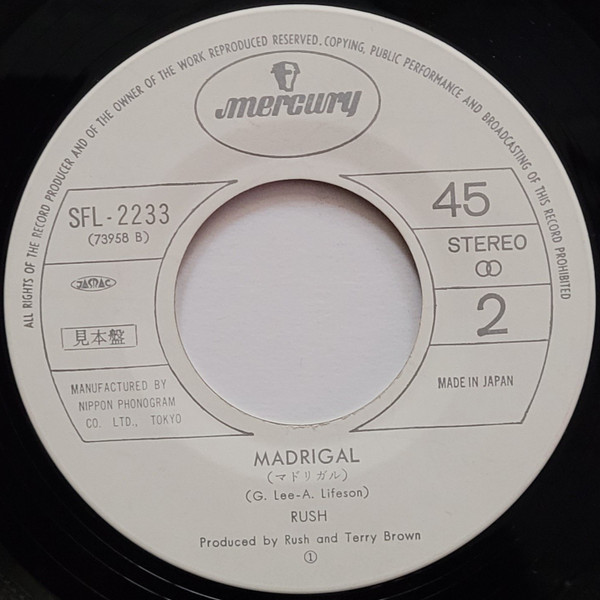 ALL RIGHTS OF THE RECORD PRODUCER AND OF THE OWNER OF THE WORK REPRODUCED RESERVED. COPYING, PUBLIC PERFORMANCE AND BROADCASTING OF THIS RECORD PROHIBITED
mercury
SFL-2233
(73958 B)
JASRAC
見本盤
MANUFACTURED BY
NIPPON PHONOGRAM
CO. LTD., TOKYO
45
STEREO
2
MADE IN JAPAN
MADRIGAL
(マドリガル)
(G. Lee-A. Lifeson)
RUSH
Produced by Rush and Terry Brown
①